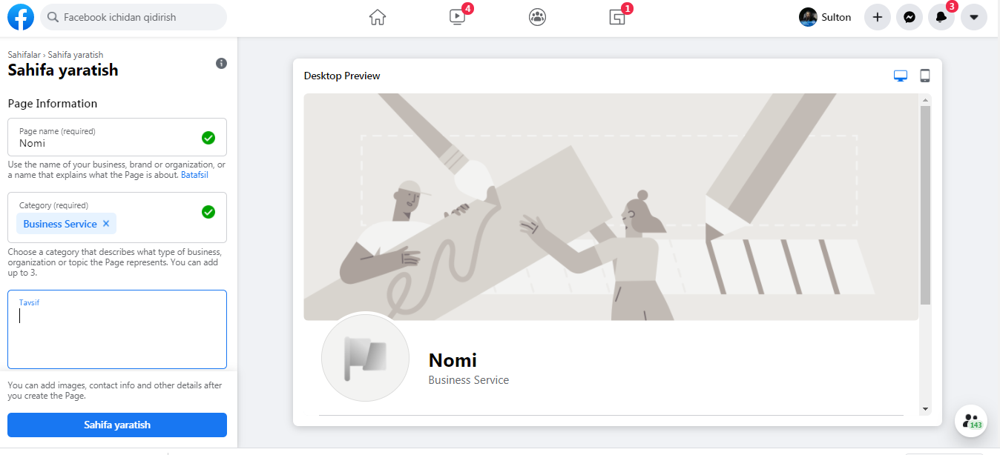 Facebook ichidan qidirish
4
1
Sulton
3
Sahifalar › Sahifa yaratish
Sahifa yaratish
Page Information
Page name (required)
Nomi
Use the name of your business, brand or organization, or
a name that explains what the Page is about. Batafsil
Category (required)
Business Service ×
Choose a category that describes what type of business,
organization or topic the Page represents. You can add
up to 3.
Tavsif
You can add images, contact info and other details after
you create the Page.
Sahifa yaratish
Desktop Preview
Nomi
Business Service
143